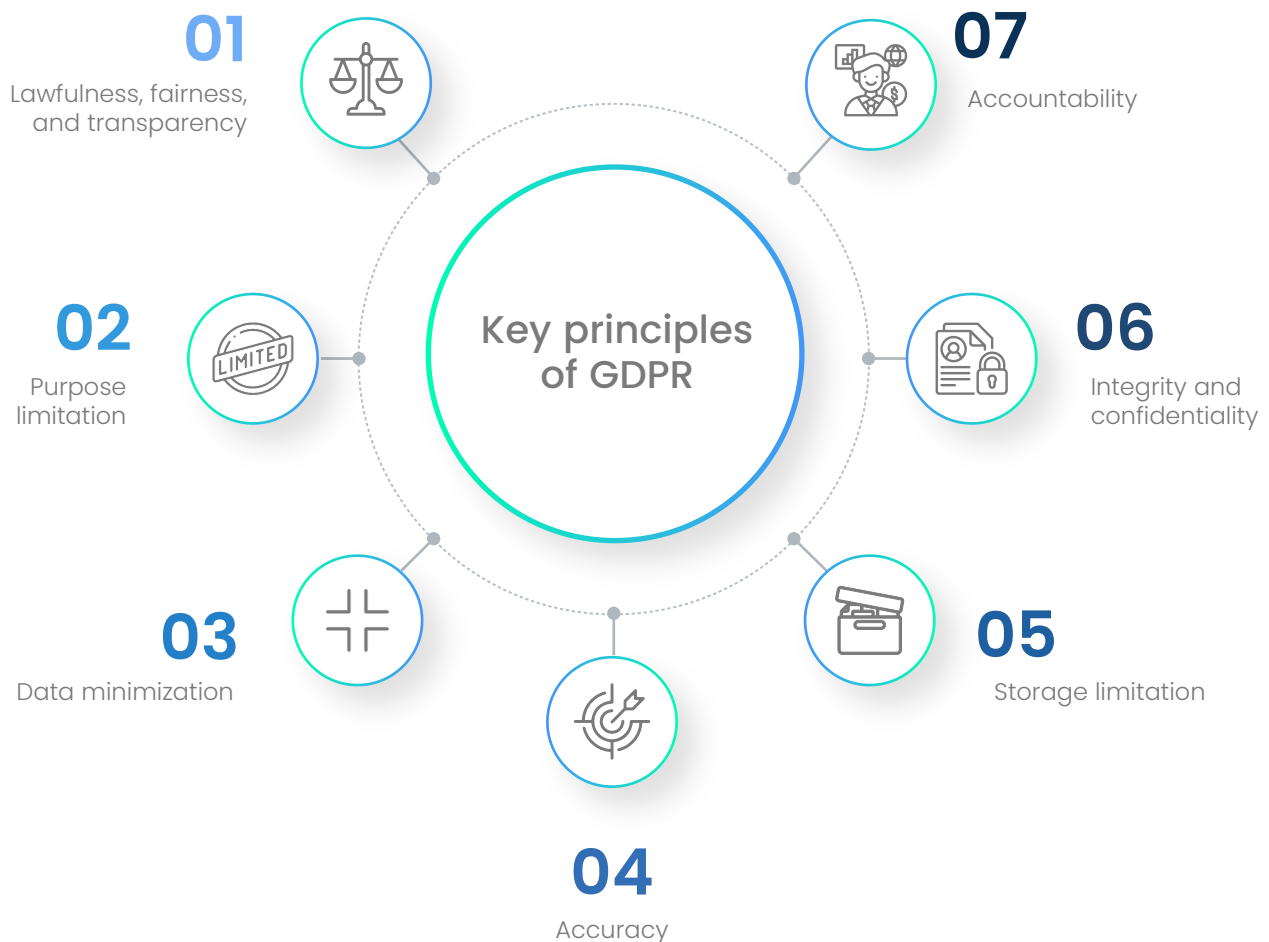 01
Lawfulness, fairness,
and transparency
02
Purpose
limitation
LIMITED
03
Data minimization
04
Accuracy
05
Storage limitation
06
Integrity and
confidentiality
07
Accountability
$
Key principles
of GDPR